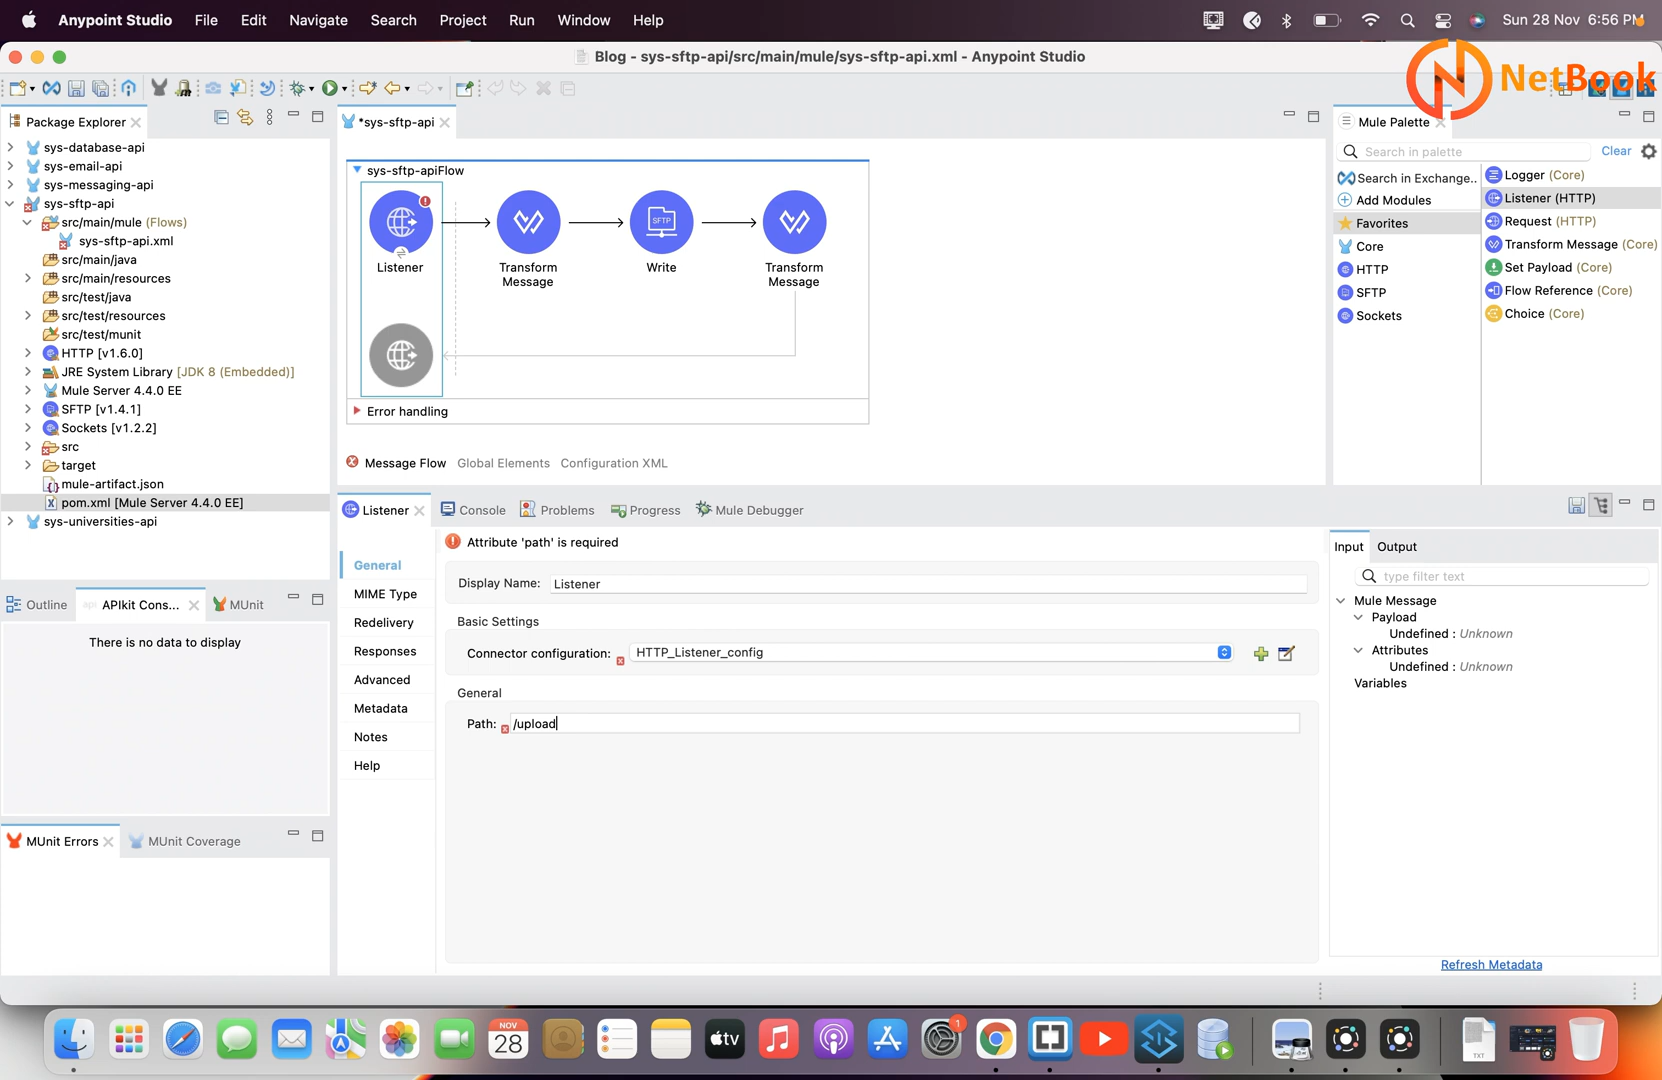 Anypoint Studio File Edit Navigate Search Project Run Window Help
Sun 28 Nov 6:56 PM
Blog - sys-sftp-api/src/main/mule/sys-sftp-api.xml - Anypoint Studio
NetBook
Package Explorer
sys-database-api
sys-email-api
sys-messaging-api
sys-sftp-api
src/main/mule (Flows)
sys-sftp-api.xml
src/main/java
src/main/resources
src/test/java
src/test/resources
src/test/munit
HTTP [v1.6.0]
JRE System Library [JDK 8 (Embedded)]
Mule Server 4.4.0 EE
SFTP [v1.4.1]
Sockets [v1.2.2]
src
target
mule-artifact.json
pom.xml [Mule Server 4.4.0 EE]
sys-universities-api
*sys-sftp-api
sys-sftp-apiFlow
SFTP
Listener
Transform
Message
Write
Transform
Message
Error handling
Message Flow Global Elements Configuration XML
Mule Palette
Search in palette
Clear
Search in Exchange..
Add Modules
Favorites
Core
HTTP
SFTP
Sockets
Logger (Core)
Listener (HTTP)
Request (HTTP)
Transform Message (Core)
Set Payload (Core)
Flow Reference (Core)
Choice (Core)
Outline
APIkit Cons...
MUnit
There is no data to display
MUnit Errors
MUnit Coverage
Listener
Console
Problems
Progress
Mule Debugger
Attribute 'path' is required
General
MIME Type
Redelivery
Responses
Advanced
Metadata
Notes
Help
Display Name: Listener
Basic Settings
Connector configuration: HTTP_Listener_config
General
Path: /upload
Input
Output
type filter text
Mule Message
Payload
Undefined : Unknown
Attributes
Undefined : Unknown
Variables
Refresh Metadata
NOV
28
tv
1
TXT